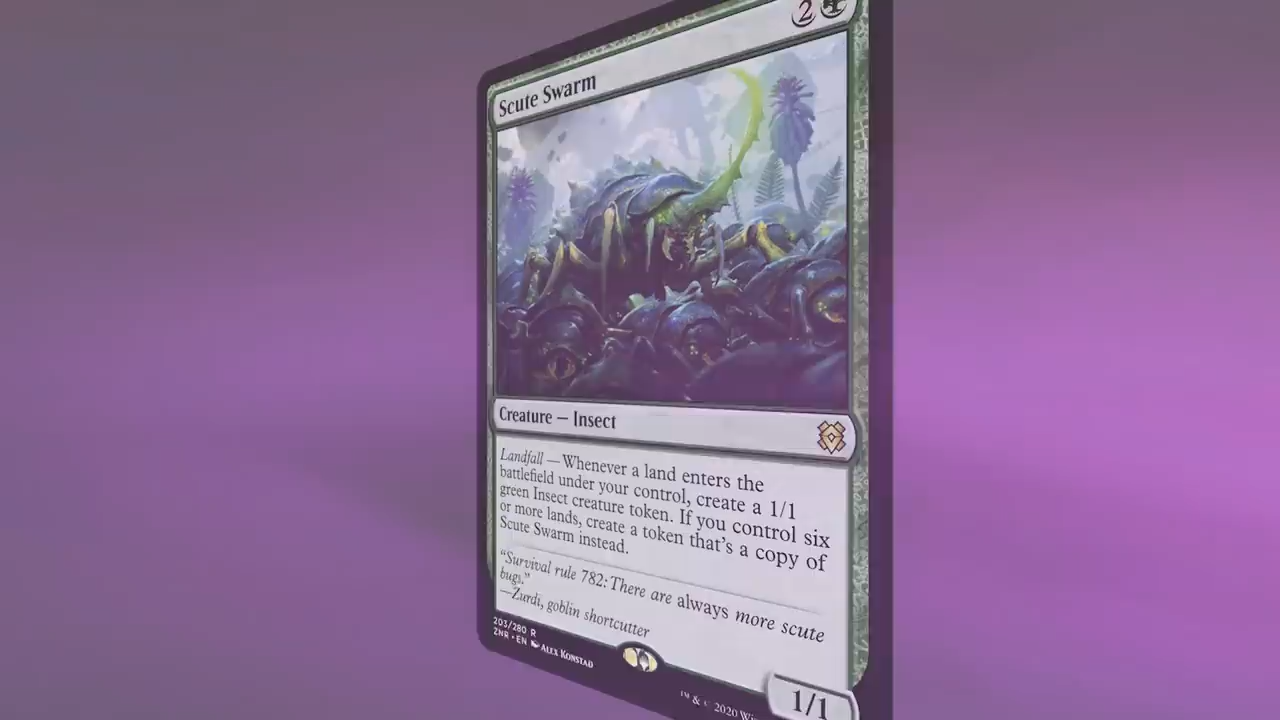 2
Scute Swarm
Creature — Insect
Landfall — Whenever a land enters the
battlefield under your control, create a 1/1
green Insect creature token. If you control six
or more lands, create a token that's a copy of
Scute Swarm instead.
"Survival rule 782: There are always more scute
bugs."
—Zurdi, goblin shortcutter
203/280 R
ZNR • EN ALEX KONSTAD
™ & © 2020
1/1